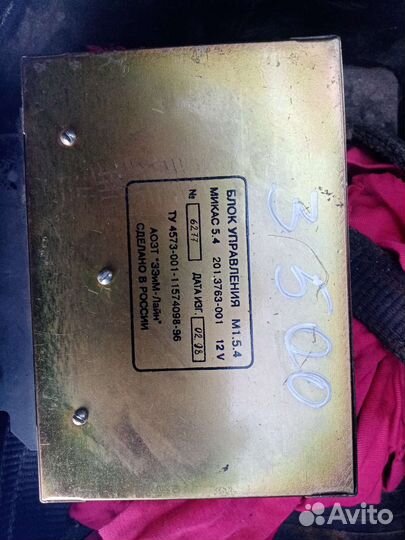 БЛОК УПРАВЛЕНИЯ М1.5.4
МИКАС 5.4 201.3763-001 12 V
№ 6277 ДАТА ИЗГ. 02.98
ТУ 4573-001-11574098-96
АОЗТ "ЗЭиМ-Лайн"
СДЕЛАНО В РОССИИ
3500
Avito